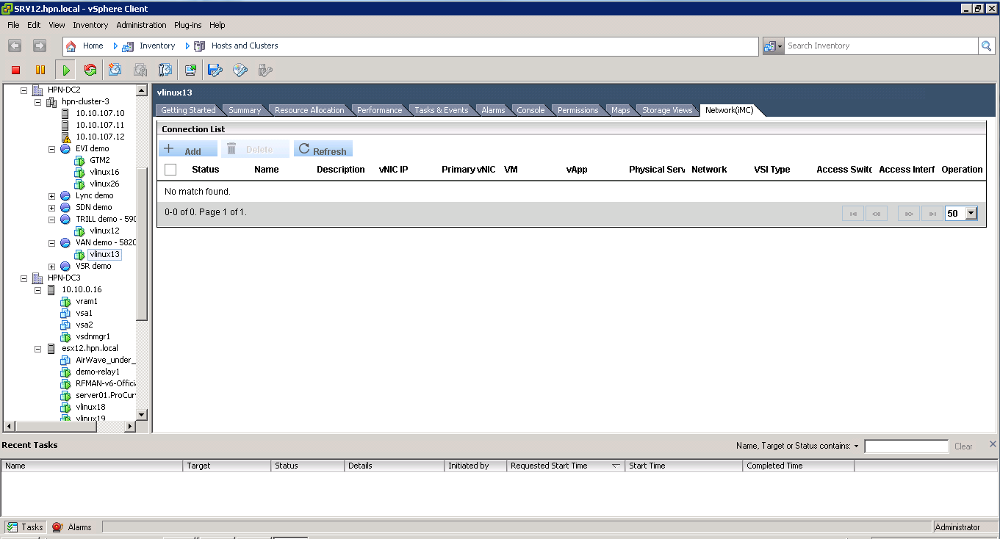 SRV12.hpn.local - vSphere Client
File Edit View Inventory Administration Plug-ins Help
Home Inventory Hosts and Clusters Search Inventory
HPN-DC2
hpn-cluster-3
10.10.107.10
10.10.107.11
10.10.107.12
EVI demo
GTM2
vlinux16
vlinux26
Lync demo
SDN demo
TRILL demo - 590
vlinux12
VAN demo - 5820
vlinux13
VSR demo
HPN-DC3
10.10.0.16
vram1
vsa1
vsa2
vsdnmgr1
esx12.hpn.local
AirWave_under_
demo-relay1
RFMAN-v6-Offici
server01.ProCur
vlinux18
vlinux19
vlinux13
Getting Started Summary Resource Allocation Performance Tasks & Events Alarms Console Permissions Maps Storage Views Network(iMC)
Connection List
Add Delete Refresh
Status Name Description vNIC IP Primary vNIC VM vApp Physical Serv Network VSI Type Access Switc Access Interf Operation
No match found.
0-0 of 0. Page 1 of 1. 50
Recent Tasks Name, Target or Status contains: Clear
Name Target Status Details Initiated by Requested Start Time Start Time Completed Time
Tasks Alarms Administrator